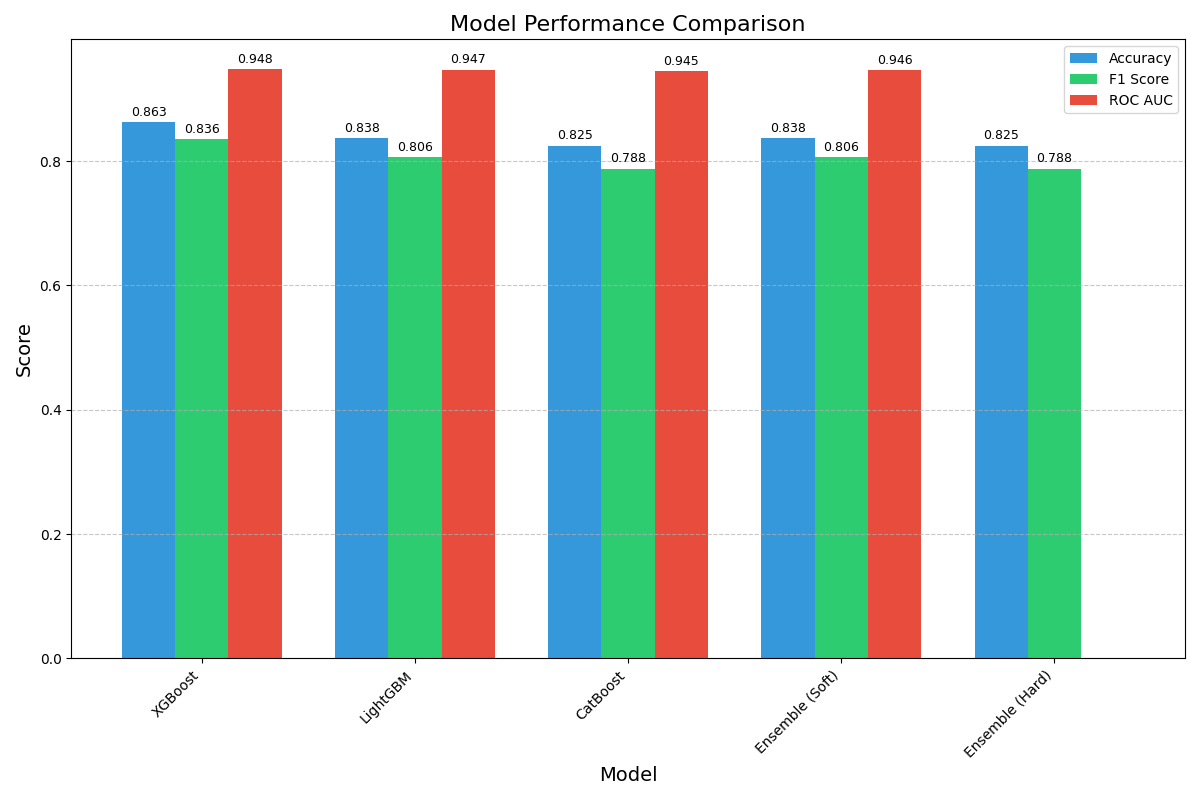 Model Performance Comparison
Accuracy
F1 Score
ROC AUC
0.863
0.836
0.948
0.838
0.806
0.947
0.825
0.788
0.945
0.838
0.806
0.946
0.825
0.788
Score
0.8
0.6
0.4
0.2
0.0
XGBoost
LightGBM
CatBoost
Ensemble (Soft)
Ensemble (Hard)
Model